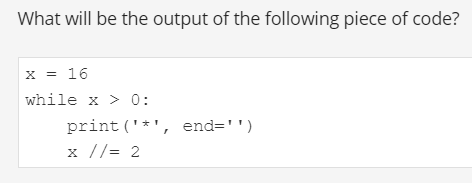 What will be the output of the following piece of code?
x = 16
while x > 0:
    print('*', end='')
    x //= 2